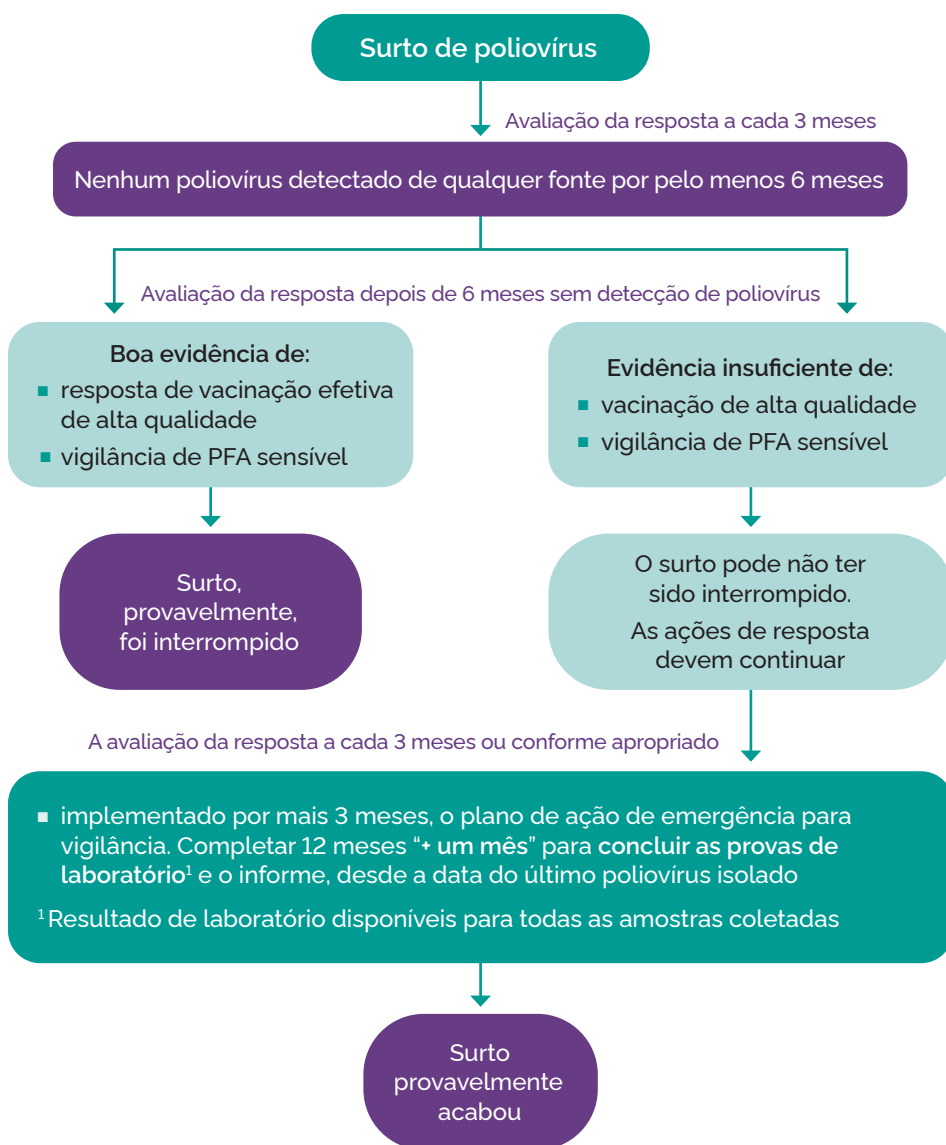 Surto de poliovírus
Avaliação da resposta a cada 3 meses
Nenhum poliovírus detectado de qualquer fonte por pelo menos 6 meses
Avaliação da resposta depois de 6 meses sem detecção de poliovírus
Boa evidência de:
■ resposta de vacinação efetiva
de alta qualidade
■ vigilância de PFA sensível
Evidência insuficiente de:
■ vacinação de alta qualidade
■ vigilância de PFA sensível
Surto,
provavelmente,
foi interrompido
O surto pode não ter
sido interrompido.
As ações de resposta
devem continuar
A avaliação da resposta a cada 3 meses ou conforme apropriado
■ implementado por mais 3 meses, o plano de ação de emergência para
vigilância. Completar 12 meses “+ um mês” para concluir as provas de
laboratório¹ e o informe, desde a data do último poliovírus isolado
¹ Resultado de laboratório disponíveis para todas as amostras coletadas
Surto
provavelmente
acabou